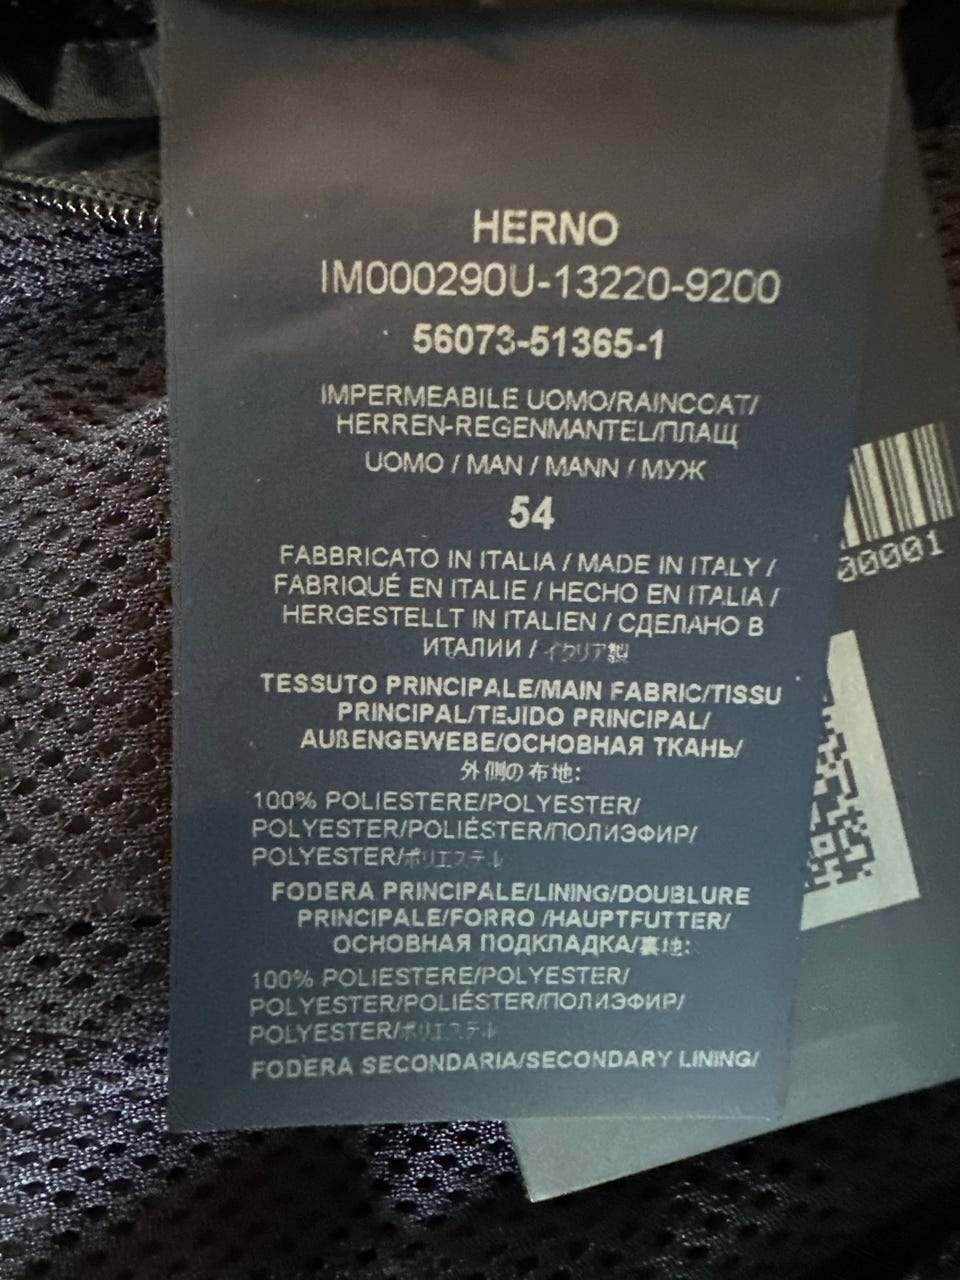 HERNO
IM000290U-13220-9200
56073-51365-1
IMPERMEABILE UOMO/RAINCOAT/
HERREN-REGENMANTEL/ПЛАЩ
UOMO / MAN / MANN / МУЖ
54
FABBRICATO IN ITALIA / MADE IN ITALY /
FABRIQUÉ EN ITALIE / HECHO EN ITALIA /
HERGESTELLT IN ITALIEN / СДЕЛАНО В
ИТАЛИИ / イタリア製
TESSUTO PRINCIPALE/MAIN FABRIC/TISSU
PRINCIPAL/TEJIDO PRINCIPAL/
AUßENGEWEBE/ОСНОВНАЯ ТКАНЬ/
外側の布地:
100% POLIESTERE/POLYESTER/
POLYESTER/POLIÉSTER/ПОЛИЭФИР/
POLYESTER/ポリエステル
FODERA PRINCIPALE/LINING/DOUBLURE
PRINCIPALE/FORRO /HAUPTFUTTER/
ОСНОВНАЯ ПОДКЛАДКА/裏地:
100% POLIESTERE/POLYESTER/
POLYESTER/POLIÉSTER/ПОЛИЭФИР/
POLYESTER/ポリエステル
FODERA SECONDARIA/SECONDARY LINING/
00001